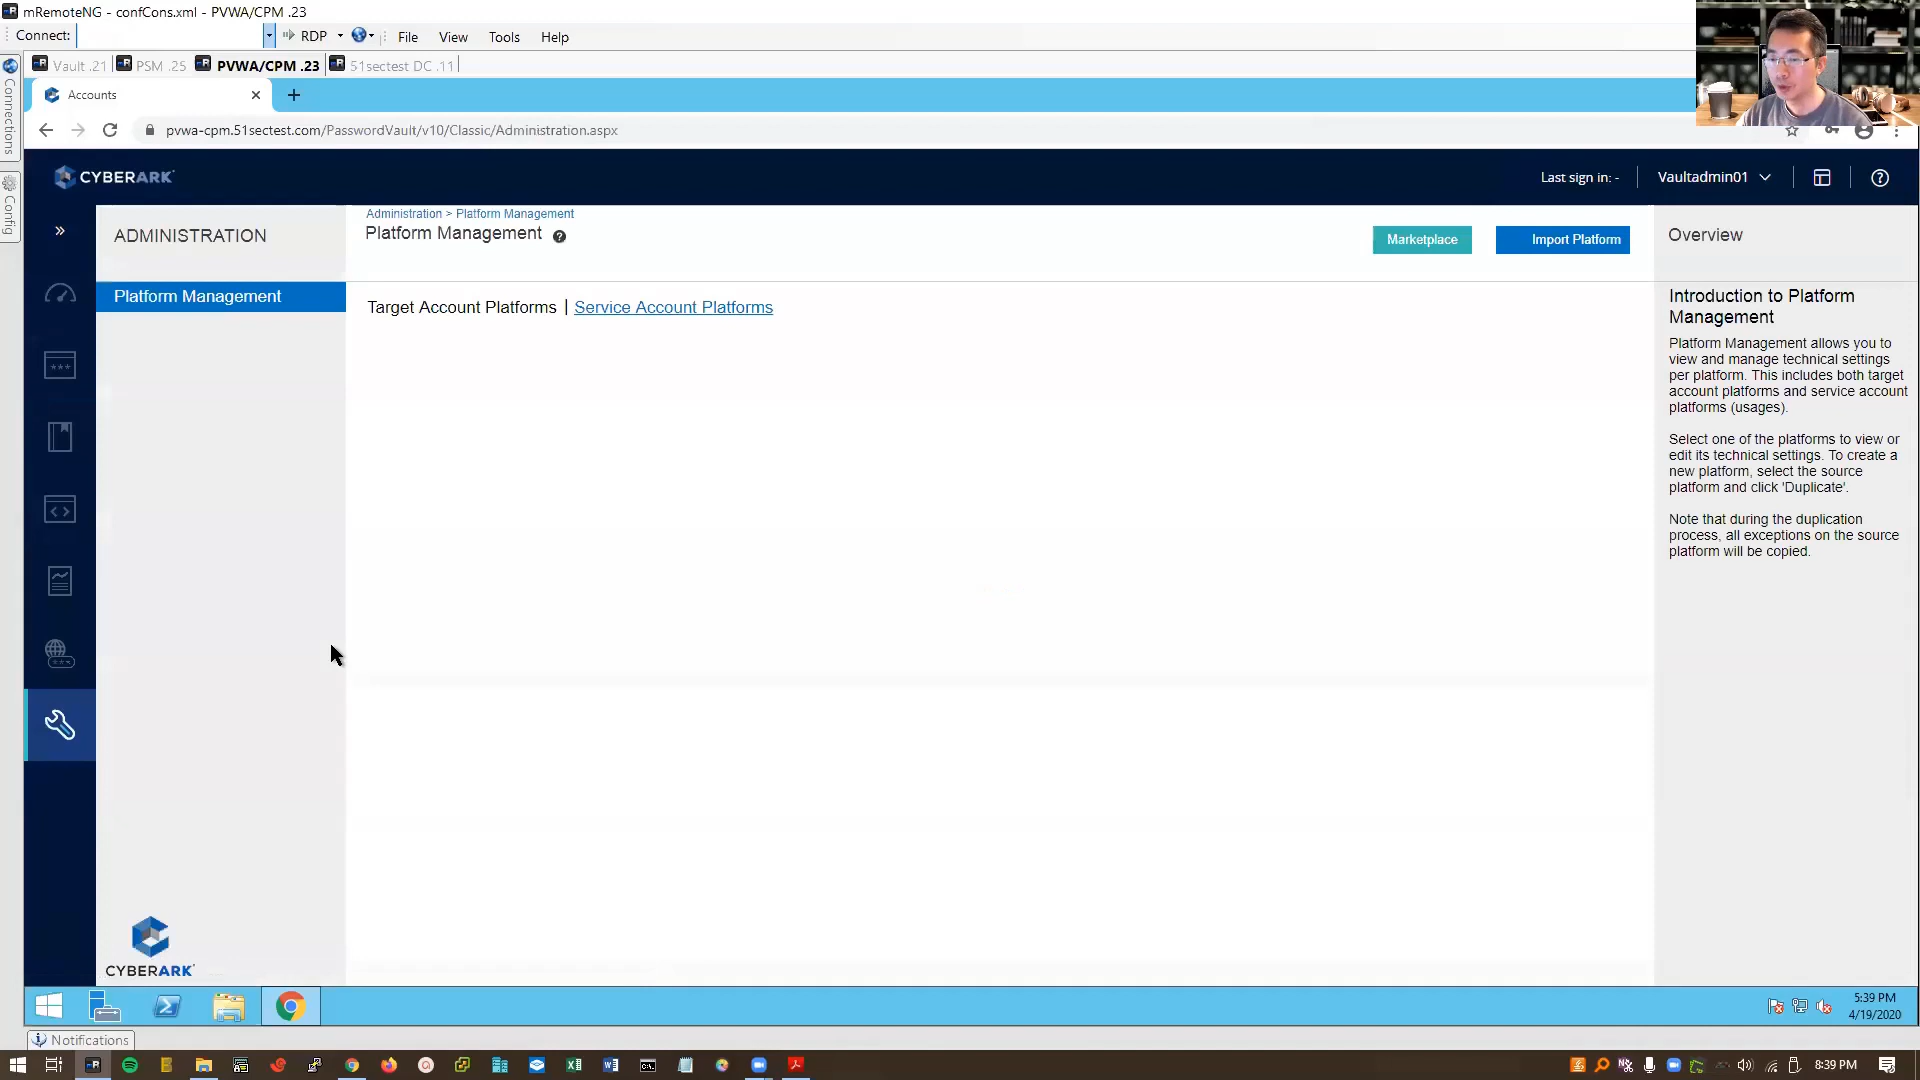 mRemoteNG - confCons.xml - PVWA/CPM .23
Connect: RDP File View Tools Help
Vault .21 PSM .25 PVWA/CPM .23 51sectest DC .11
Connections
Config
Accounts
pvwa-cpm.51sectest.com/PasswordVault/v10/Classic/Administration.aspx
CYBERARK
Last sign in: - Vaultadmin01
ADMINISTRATION
Administration > Platform Management
Platform Management
Marketplace
Import Platform
Overview
Platform Management
Target Account Platforms | Service Account Platforms
Introduction to Platform
Management
Platform Management allows you to
view and manage technical settings
per platform. This includes both target
account platforms and service account
platforms (usages).
Select one of the platforms to view or
edit its technical settings. To create a
new platform, select the source
platform and click 'Duplicate'.
Note that during the duplication
process, all exceptions on the source
platform will be copied.
CYBERARK
5:39 PM
4/19/2020
Notifications
8:39 PM